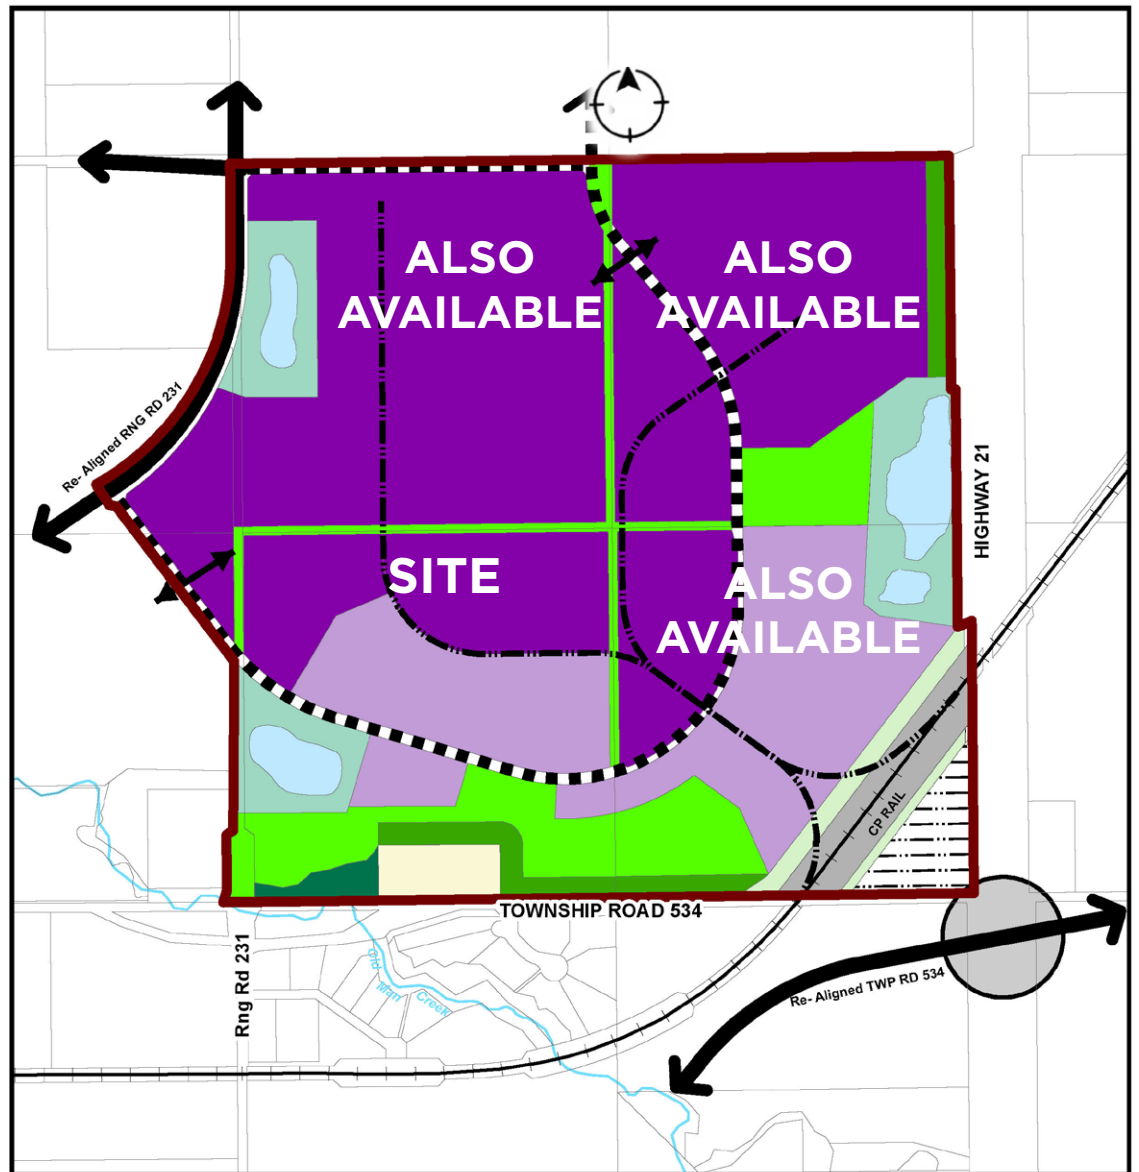 ALSO
AVAILABLE
ALSO
AVAILABLE
Re- Aligned RNG RD 231
HIGHWAY 21
SITE
ALSO
AVAILABLE
CP RAIL
TOWNSHIP ROAD 534
Rng Rd 231
Old
Man
Creek
Re- Aligned TWP RD 534